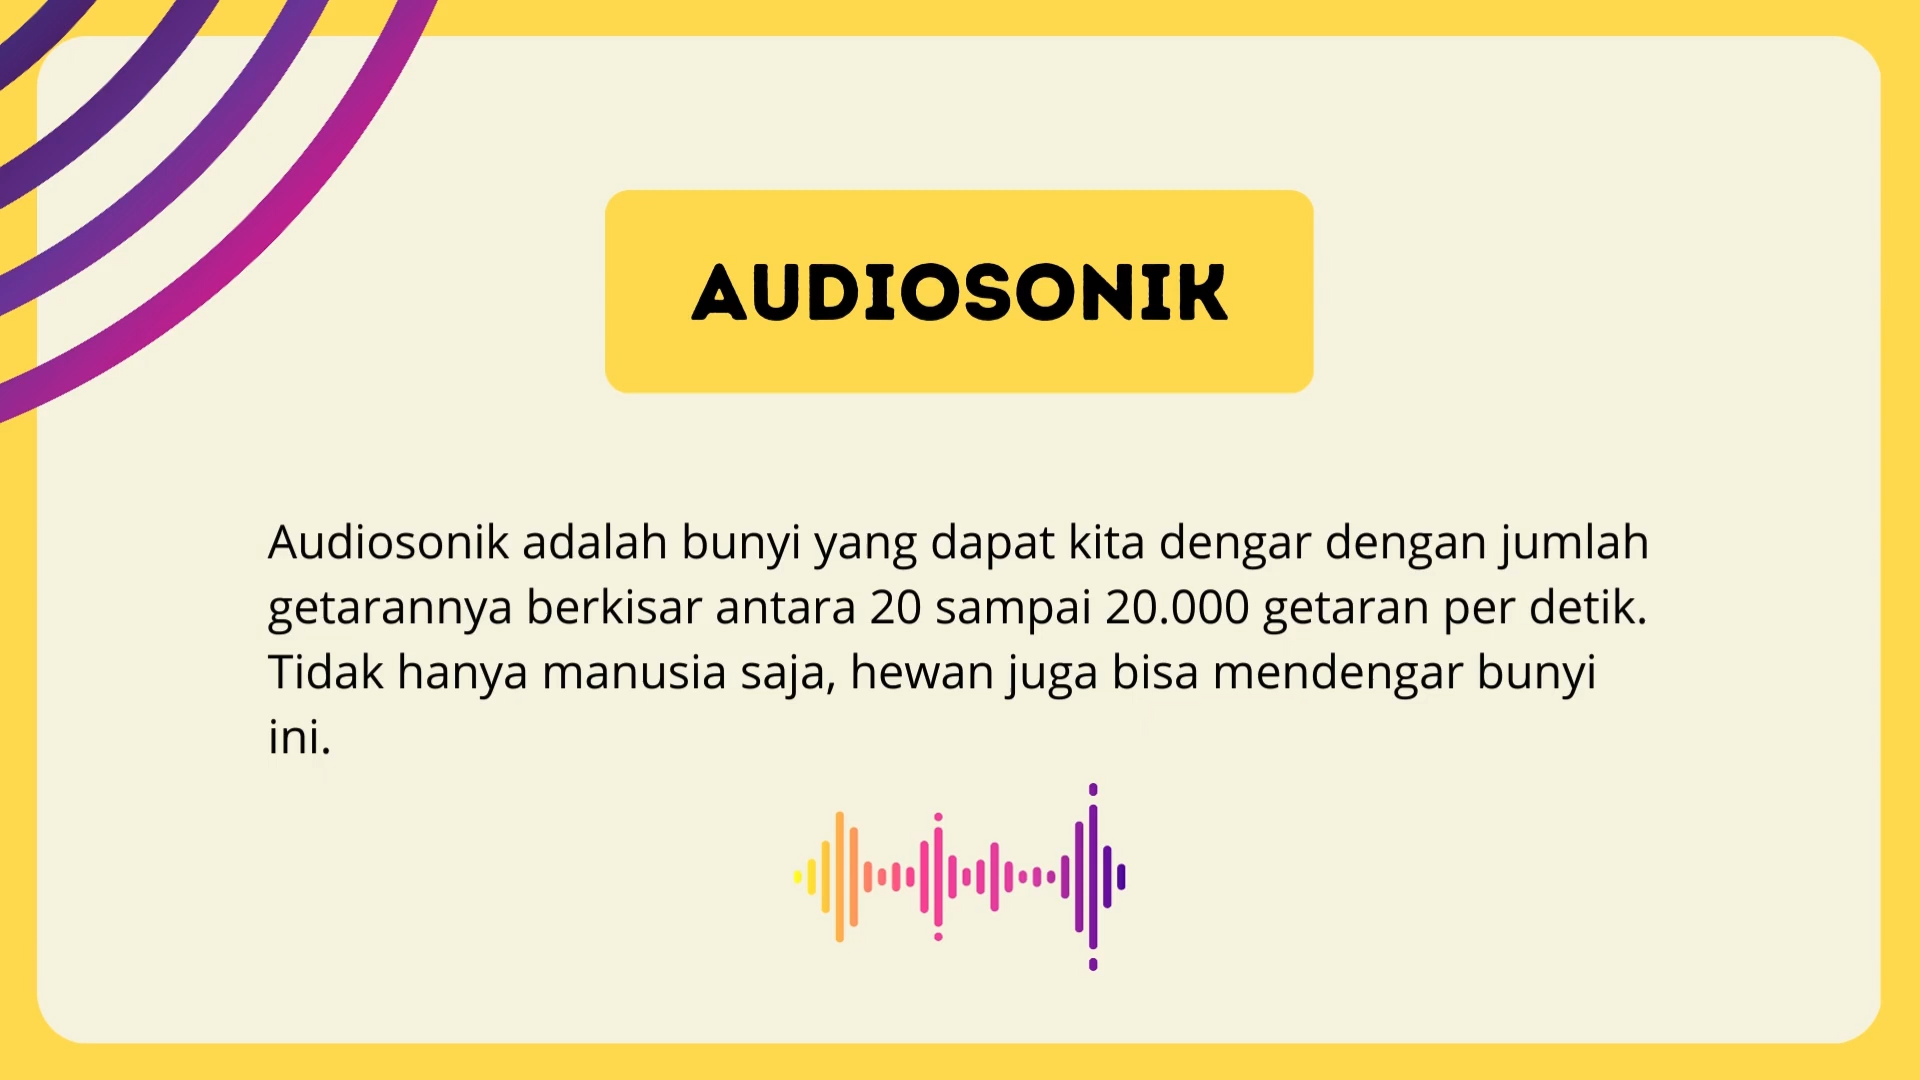 AUDIOSONIK
Audiosonik adalah bunyi yang dapat kita dengar dengan jumlah
getarannya berkisar antara 20 sampai 20.000 getaran per detik.
Tidak hanya manusia saja, hewan juga bisa mendengar bunyi
ini.